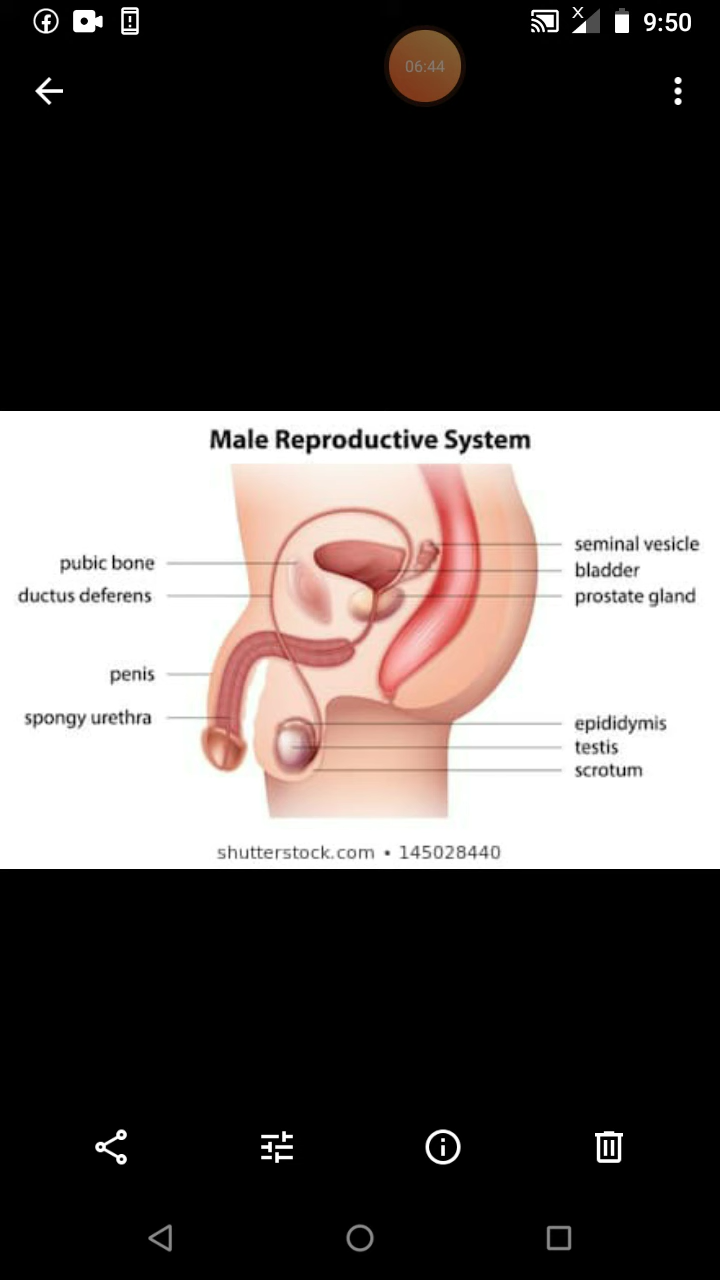 9:50
06:44
Male Reproductive System
pubic bone
ductus deferens
penis
spongy urethra
seminal vesicle
bladder
prostate gland
epididymis
testis
scrotum
shutterstock.com • 145028440